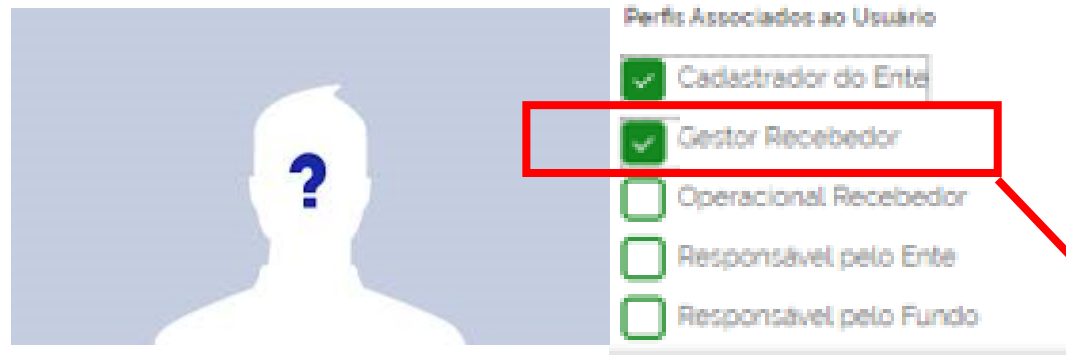 ?
Perfis Associados ao Usuário
Cadastrador do Ente
Gestor Recebedor
Operacional Recebedor
Responsável pelo Ente
Responsável pelo Fundo